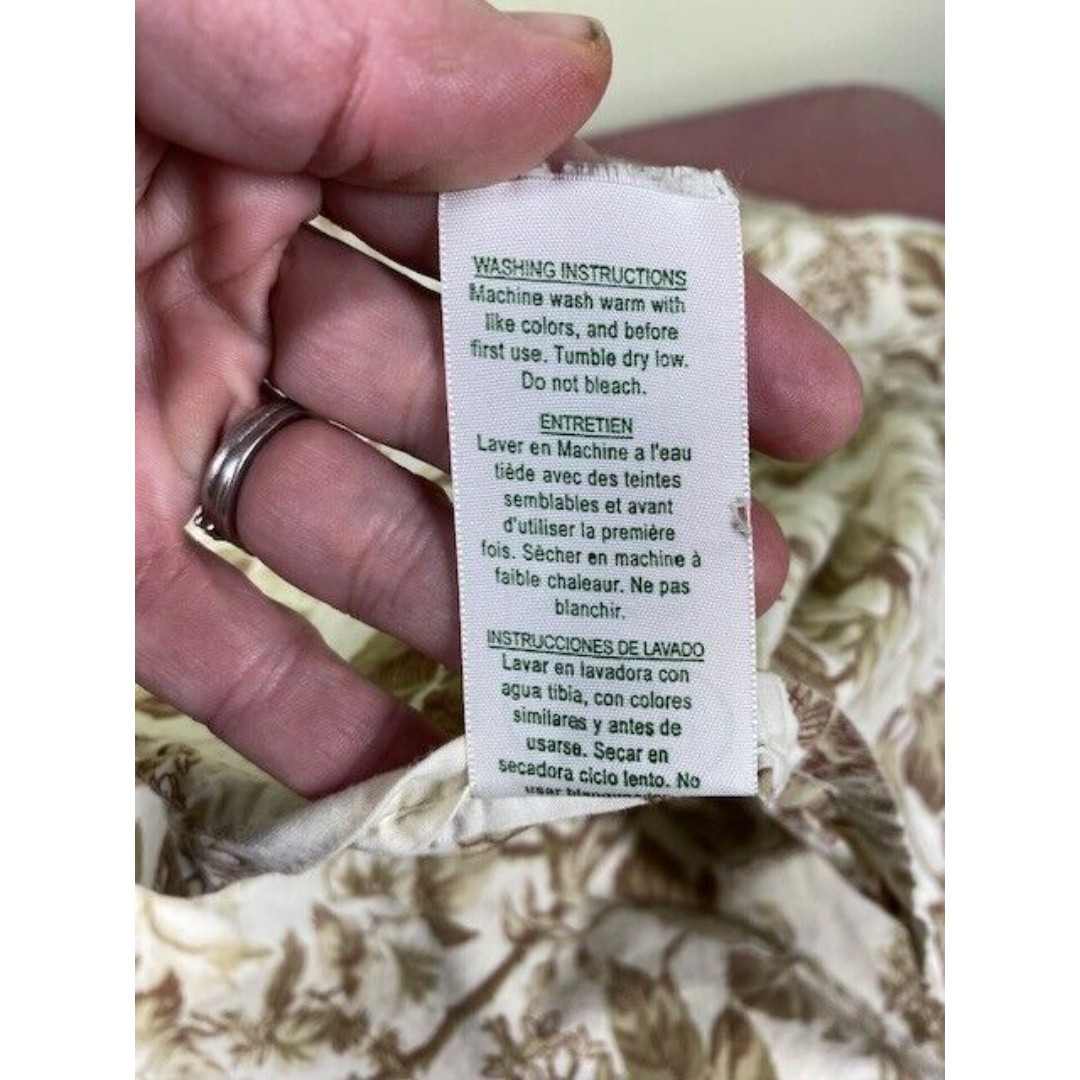 WASHING INSTRUCTIONS
Machine wash warm with
like colors, and before
first use. Tumble dry low.
Do not bleach.
ENTRETIEN
Laver en Machine a l'eau
tiède avec des teintes
semblables et avant
d'utiliser la première
fois. Sècher en machine à
faible chaleaur. Ne pas
blanchir.
INSTRUCCIONES DE LAVADO
Lavar en lavadora con
agua tibia, con colores
similares y antes de
usarse. Secar en
secadora ciclo lento. No
usar